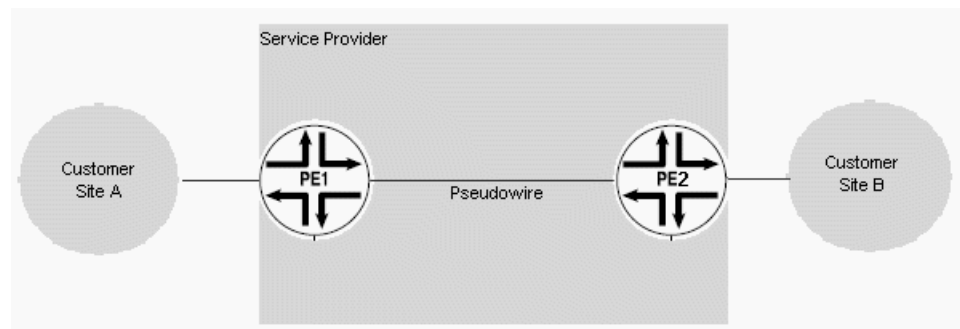 Service Provider
Customer
Site A
PE1
Pseudowire
PE2
Customer
Site B